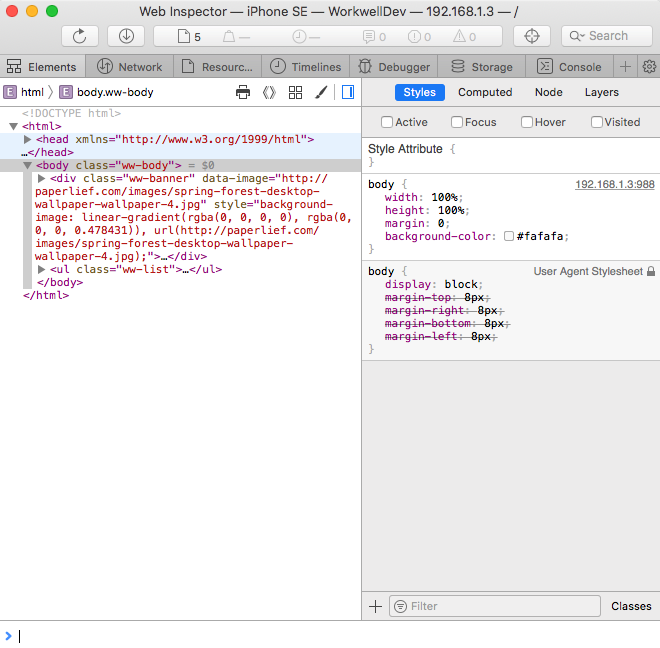 Web Inspector — iPhone SE — WorkwellDev — 192.168.1.3 — /
5 — — 0 0 0 Search
Elements Network Resourc... Timelines Debugger Storage Console +
E html 〉 E body.ww-body
Styles Computed Node Layers
Active Focus Hover Visited
<!DOCTYPE html>
<html>
<head xmlns="http://www.w3.org/1999/html">
…</head>
<body class="ww-body"> = $0
<div class="ww-banner" data-image="http://
paperlief.com/images/spring-forest-desktop-
wallpaper-wallpaper-4.jpg" style="background-
image: linear-gradient(rgba(0, 0, 0, 0), rgba(0,
0, 0, 0.478431)), url(http://paperlief.com/
images/spring-forest-desktop-wallpaper-
wallpaper-4.jpg);">…</div>
<ul class="ww-list">…</ul>
</body>
</html>
Style Attribute {
}
body { 192.168.1.3:988
width: 100%;
height: 100%;
margin: 0;
background-color: #fafafa;
}
body { User Agent Stylesheet
display: block;
margin-top: 8px;
margin-right: 8px;
margin-bottom: 8px;
margin-left: 8px;
}
+ Filter Classes
>